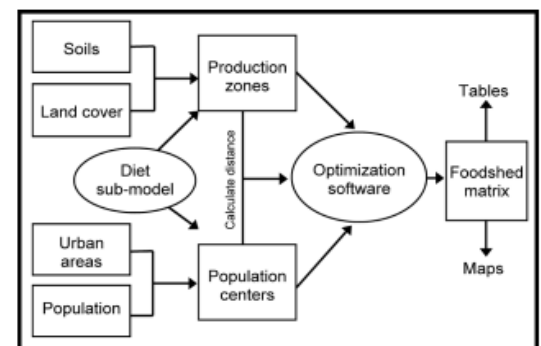 Soils
Land cover
Production
zones
Diet
sub-model
Calculate distance
Urban
areas
Population
Population
centers
Optimization
software
Tables
Foodshed
matrix
Maps